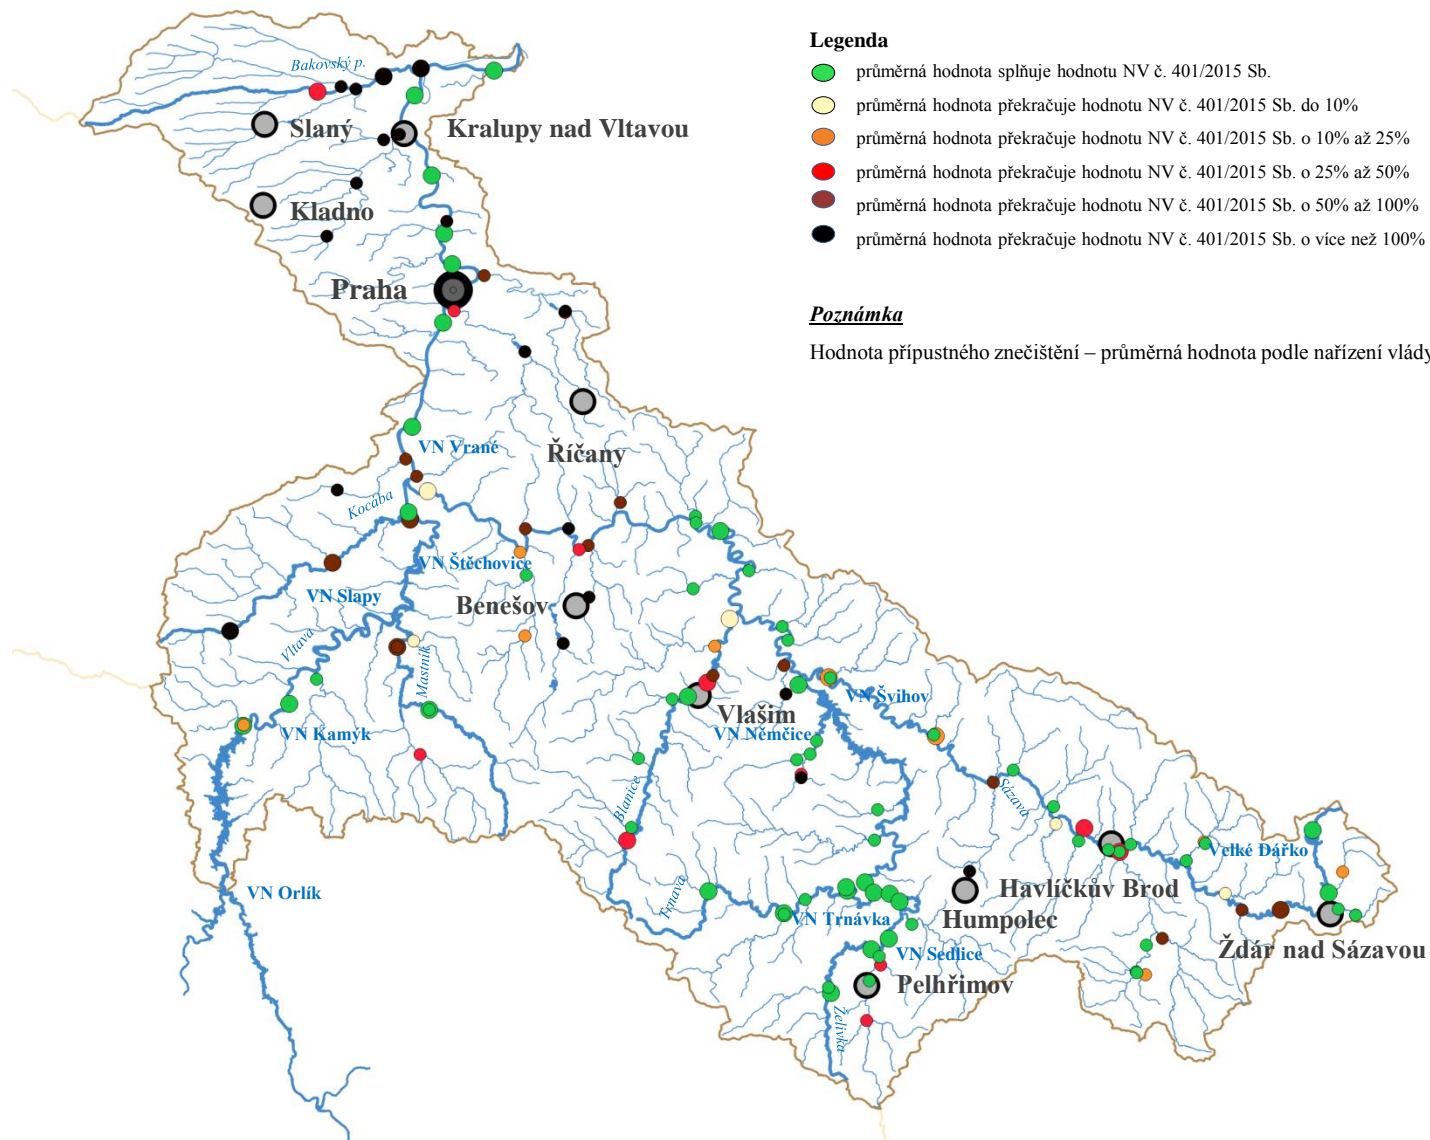 Legenda
průměrná hodnota splňuje hodnotu NV č. 401/2015 Sb.
průměrná hodnota překračuje hodnotu NV č. 401/2015 Sb. do 10%
průměrná hodnota překračuje hodnotu NV č. 401/2015 Sb. o 10% až 25%
průměrná hodnota překračuje hodnotu NV č. 401/2015 Sb. o 25% až 50%
průměrná hodnota překračuje hodnotu NV č. 401/2015 Sb. o 50% až 100%
průměrná hodnota překračuje hodnotu NV č. 401/2015 Sb. o více než 100%
Poznámka
Hodnota přípustného znečištění – průměrná hodnota podle nařízení vlády
Bakovský p.
Slaný
Kralupy nad Vltavou
Kladno
Praha
VN Vrané
Říčany
Kocába
VN Štěchovice
VN Slapy
Benešov
Vltava
Mastník
VN Švihov
Vlašim
VN Kamýk
VN Němčice
Sázava
Blanice
Velké Dářko
VN Orlík
Trnava
Havlíčkův Brod
VN Trnávka
Humpolec
VN Sedlice
Žďár nad Sázavou
Pelhřimov
Želivka